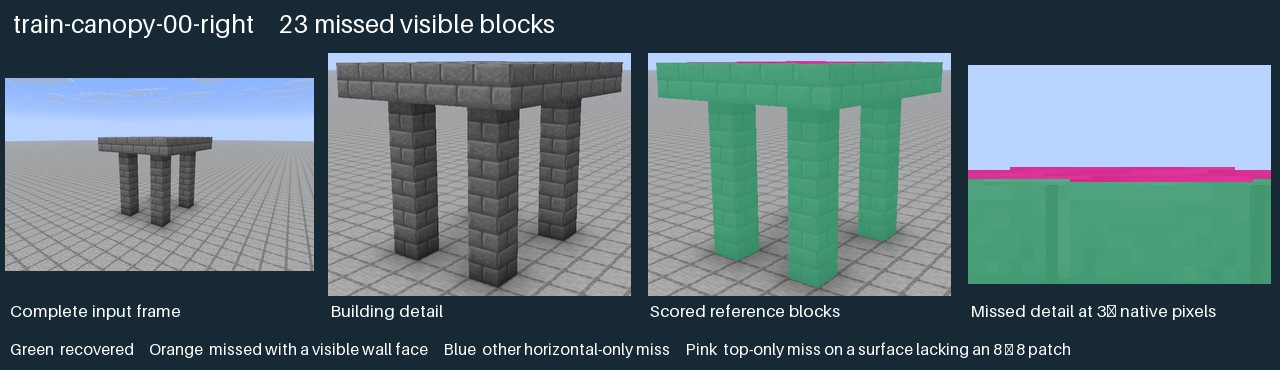 train-canopy-00-right 23 missed visible blocks
Complete input frame
Building detail
Scored reference blocks
Missed detail at 3▯ native pixels
Green recovered Orange missed with a visible wall face Blue other horizontal-only miss Pink top-only miss on a surface lacking an 8▯8 patch